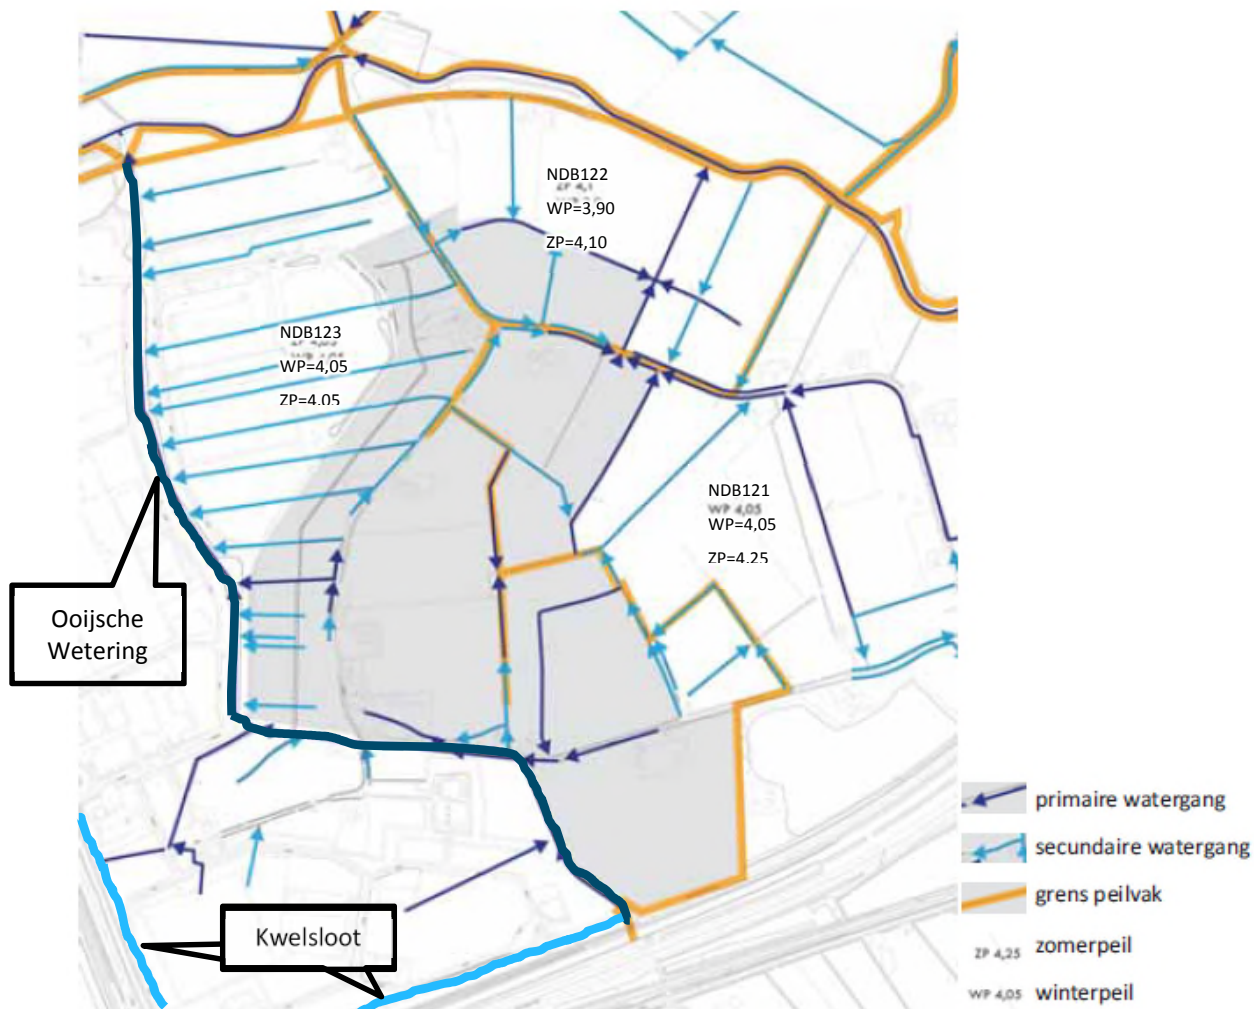 NDB122
WP=3,90
ZP=4,10
NDB123
WP=4,05
ZP=4.05
NDB121
WP 4,05
WP=4,05
ZP=4.25
Ooijsche
Wetering
Kwelsloot
primaire watergang
secundaire watergang
grens peilvak
ZP 4,25 zomerpeil
WP 4,05 winterpeil